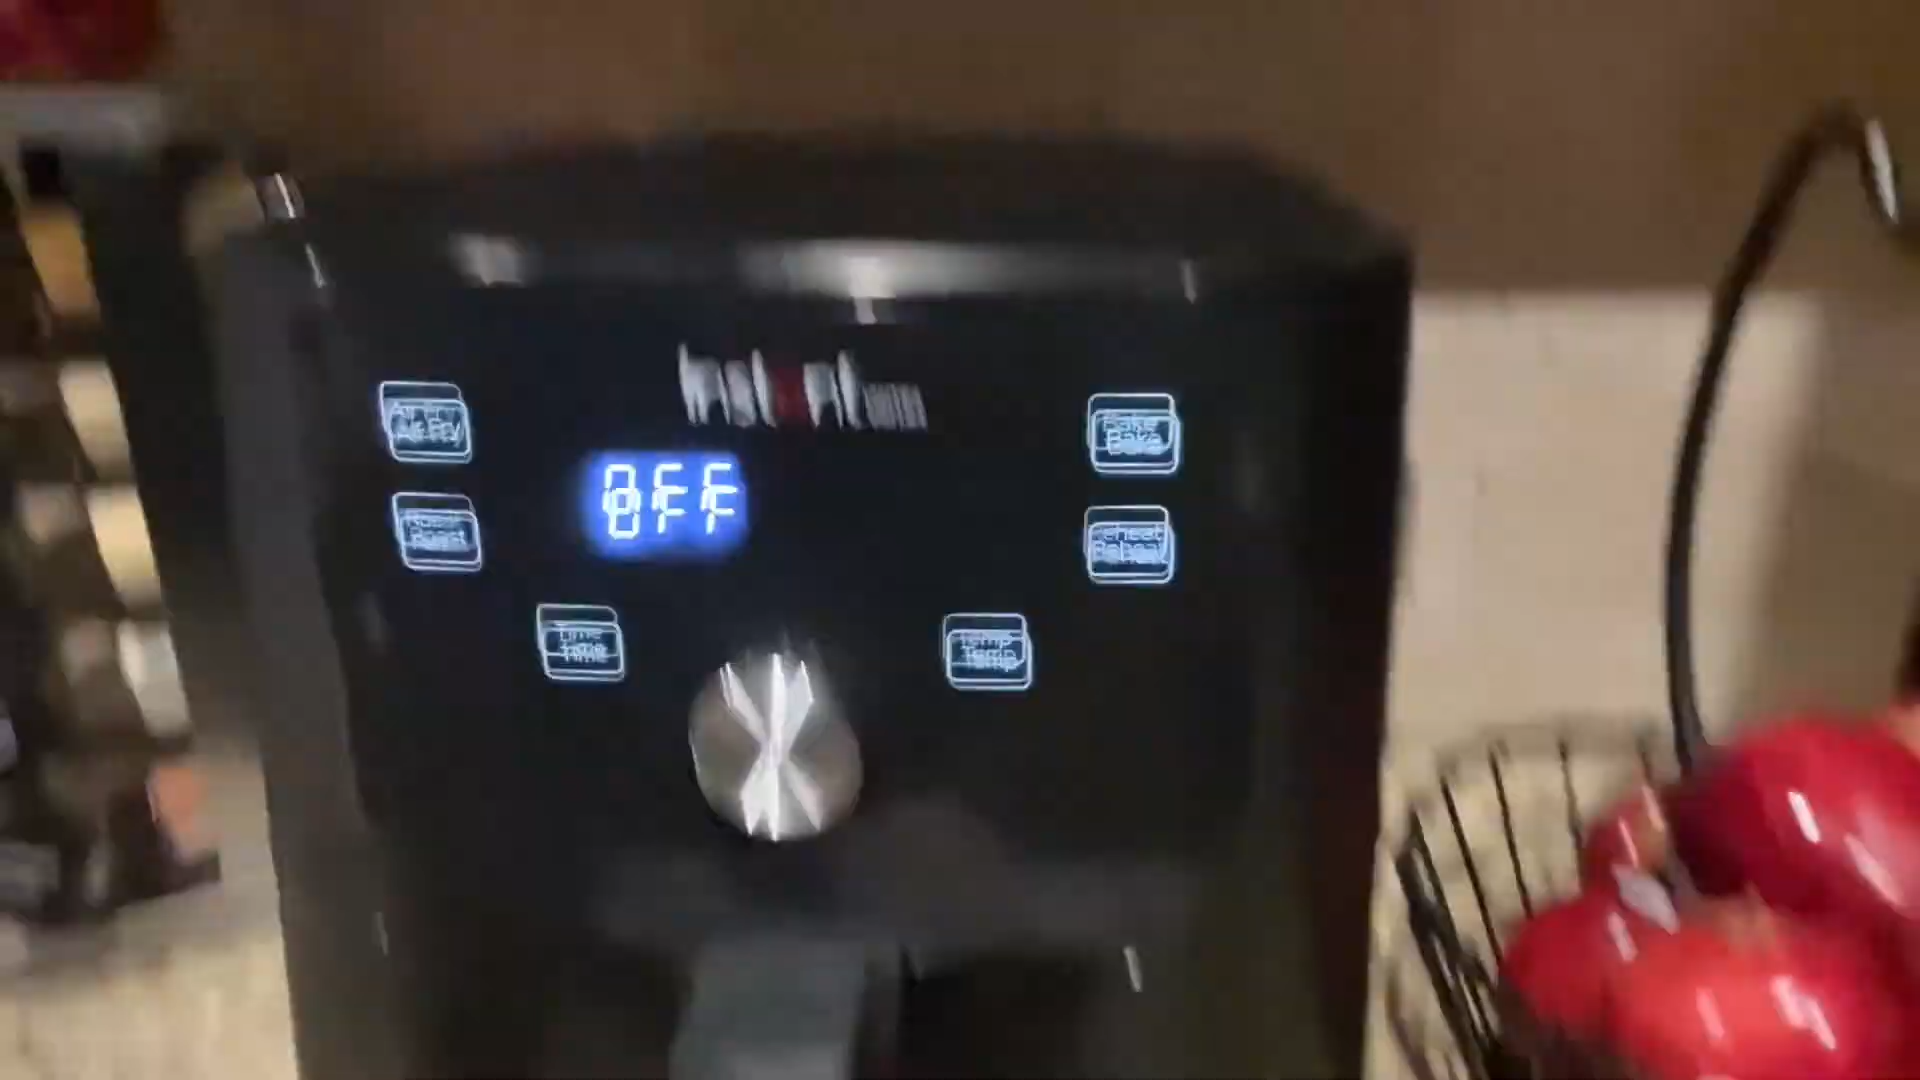 Instant
Air Fry
Bake
OFF
Roast
Reheat
Time
Temp